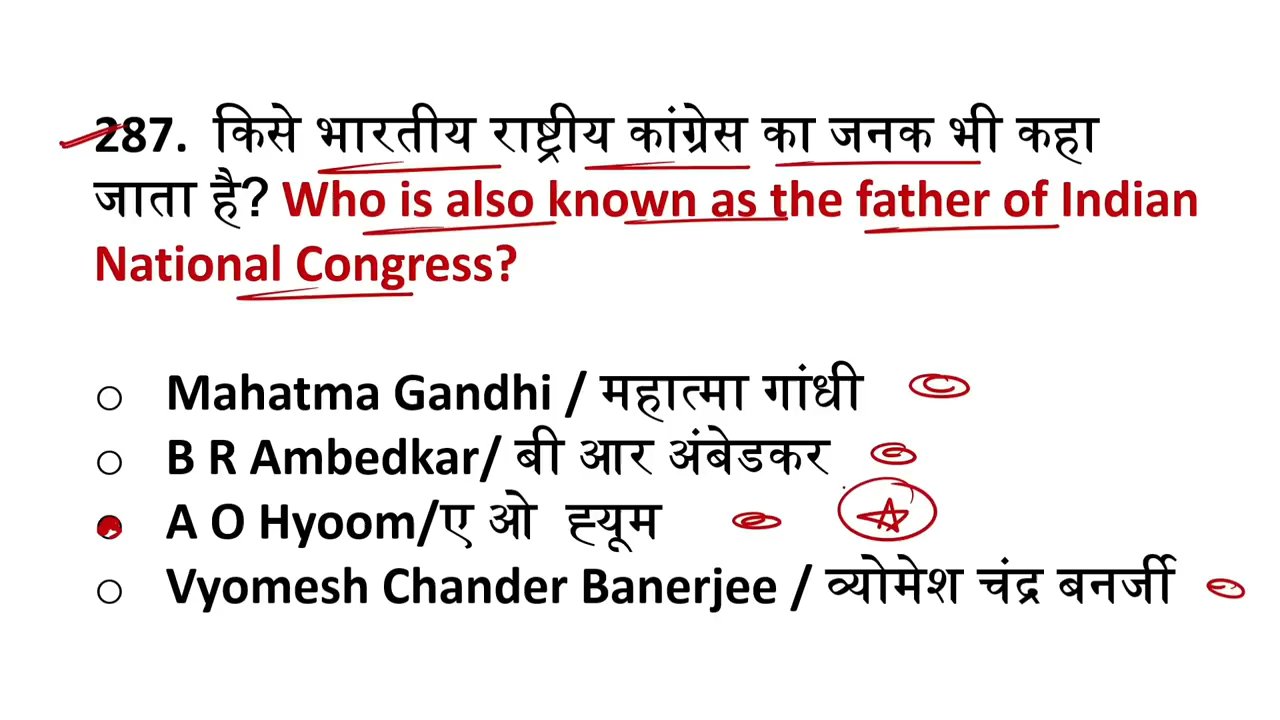 287. किसे भारतीय राष्ट्रीय कांग्रेस का जनक भी कहा
जाता है? Who is also known as the father of Indian
National Congress?
Mahatma Gandhi / महात्मा गांधी
B R Ambedkar/ बी आर अंबेडकर
A O Hyoom/ए ओ ह्यूम
Vyomesh Chander Banerjee / व्योमेश चंद्र बनर्जी